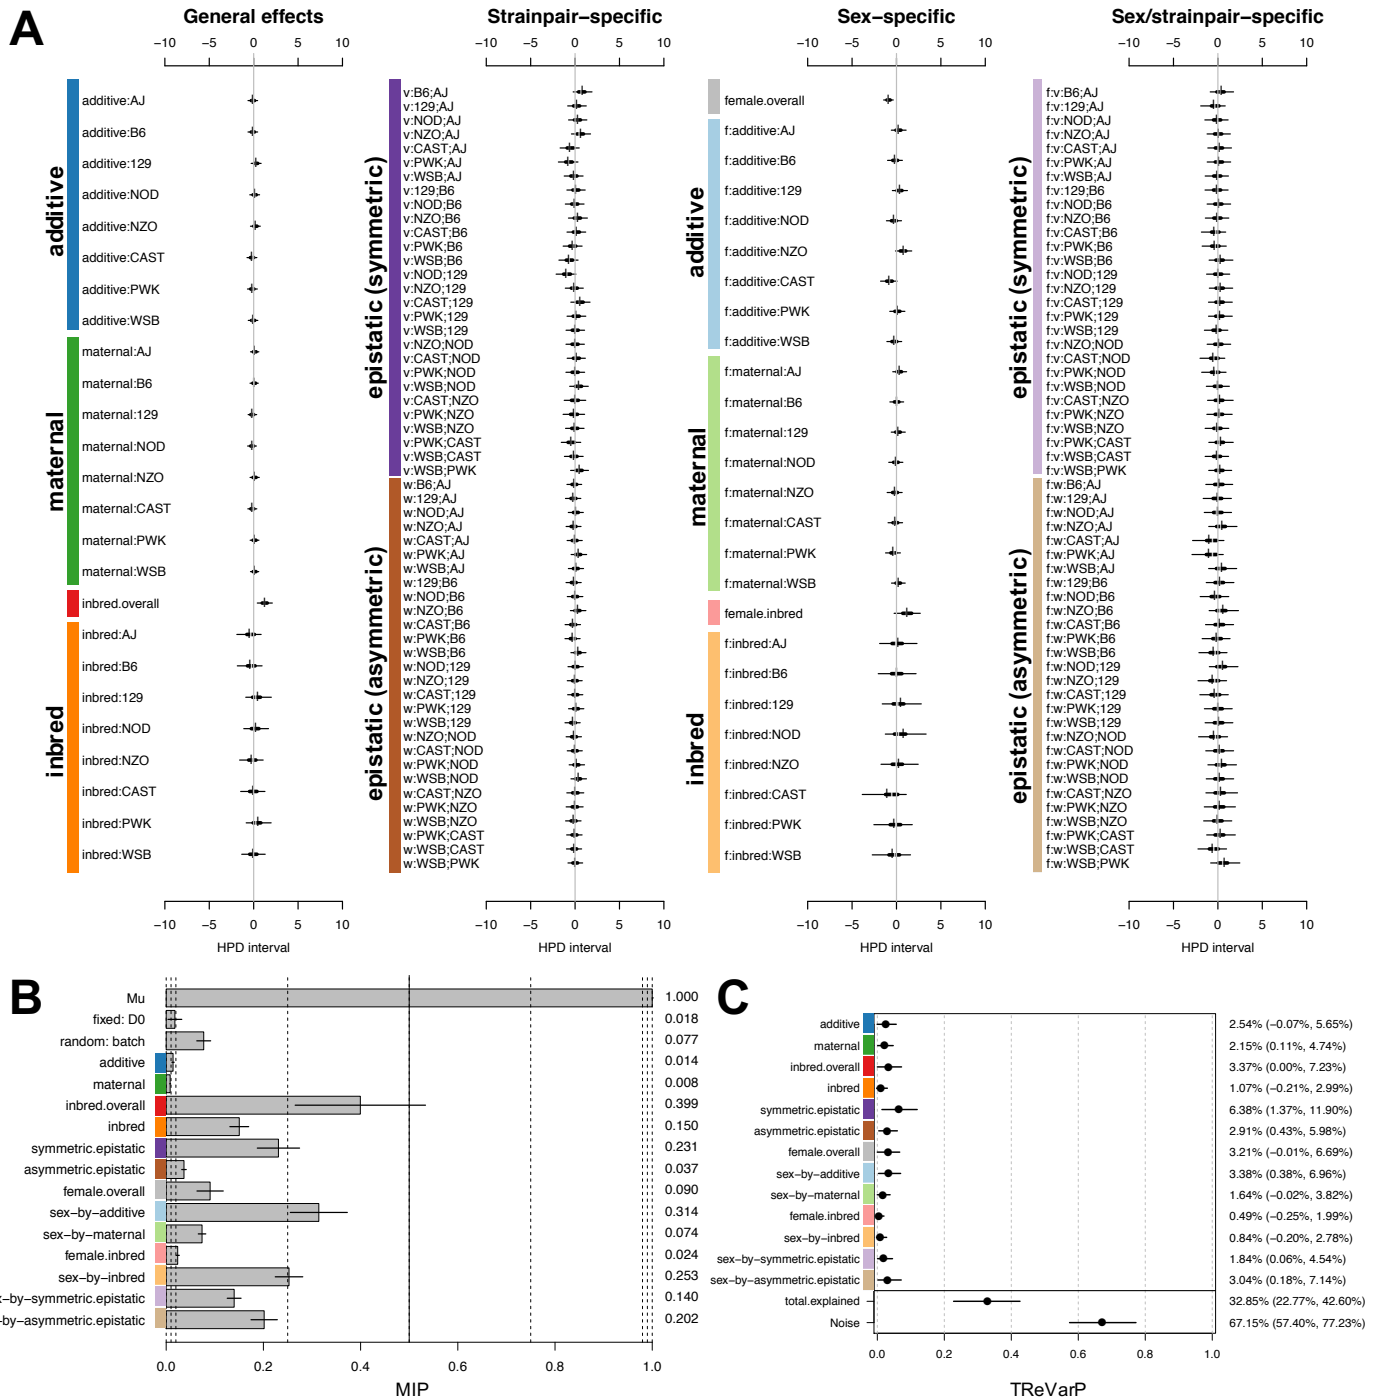 A
General effects
−10 −5 0 5 10
additive
additive:AJ
additive:B6
additive:129
additive:NOD
additive:NZO
additive:CAST
additive:PWK
additive:WSB
maternal
maternal:AJ
maternal:B6
maternal:129
maternal:NOD
maternal:NZO
maternal:CAST
maternal:PWK
maternal:WSB
inbred.overall
inbred
inbred:AJ
inbred:B6
inbred:129
inbred:NOD
inbred:NZO
inbred:CAST
inbred:PWK
inbred:WSB
−10 −5 0 5 10
HPD interval
Strainpair−specific
−10 −5 0 5 10
epistatic (symmetric)
v:B6;AJ
v:129;AJ
v:NOD;AJ
v:NZO;AJ
v:CAST;AJ
v:PWK;AJ
v:WSB;AJ
v:129;B6
v:NOD;B6
v:NZO;B6
v:CAST;B6
v:PWK;B6
v:WSB;B6
v:NOD;129
v:NZO;129
v:CAST;129
v:PWK;129
v:WSB;129
v:NZO;NOD
v:CAST;NOD
v:PWK;NOD
v:WSB;NOD
v:CAST;NZO
v:PWK;NZO
v:WSB;NZO
v:PWK;CAST
v:WSB;CAST
v:WSB;PWK
epistatic (asymmetric)
w:B6;AJ
w:129;AJ
w:NOD;AJ
w:NZO;AJ
w:CAST;AJ
w:PWK;AJ
w:WSB;AJ
w:129;B6
w:NOD;B6
w:NZO;B6
w:CAST;B6
w:PWK;B6
w:WSB;B6
w:NOD;129
w:NZO;129
w:CAST;129
w:PWK;129
w:WSB;129
w:NZO;NOD
w:CAST;NOD
w:PWK;NOD
w:WSB;NOD
w:CAST;NZO
w:PWK;NZO
w:WSB;NZO
w:PWK;CAST
w:WSB;CAST
w:WSB;PWK
−10 −5 0 5 10
HPD interval
Sex−specific
−10 −5 0 5 10
female.overall
additive
f:additive:AJ
f:additive:B6
f:additive:129
f:additive:NOD
f:additive:NZO
f:additive:CAST
f:additive:PWK
f:additive:WSB
maternal
f:maternal:AJ
f:maternal:B6
f:maternal:129
f:maternal:NOD
f:maternal:NZO
f:maternal:CAST
f:maternal:PWK
f:maternal:WSB
female.inbred
inbred
f:inbred:AJ
f:inbred:B6
f:inbred:129
f:inbred:NOD
f:inbred:NZO
f:inbred:CAST
f:inbred:PWK
f:inbred:WSB
−10 −5 0 5 10
HPD interval
Sex/strainpair−specific
−10 −5 0 5 10
epistatic (symmetric)
f:v:B6;AJ
f:v:129;AJ
f:v:NOD;AJ
f:v:NZO;AJ
f:v:CAST;AJ
f:v:PWK;AJ
f:v:WSB;AJ
f:v:129;B6
f:v:NOD;B6
f:v:NZO;B6
f:v:CAST;B6
f:v:PWK;B6
f:v:WSB;B6
f:v:NOD;129
f:v:NZO;129
f:v:CAST;129
f:v:PWK;129
f:v:WSB;129
f:v:NZO;NOD
f:v:CAST;NOD
f:v:PWK;NOD
f:v:WSB;NOD
f:v:CAST;NZO
f:v:PWK;NZO
f:v:WSB;NZO
f:v:PWK;CAST
f:v:WSB;CAST
f:v:WSB;PWK
epistatic (asymmetric)
f:w:B6;AJ
f:w:129;AJ
f:w:NOD;AJ
f:w:NZO;AJ
f:w:CAST;AJ
f:w:PWK;AJ
f:w:WSB;AJ
f:w:129;B6
f:w:NOD;B6
f:w:NZO;B6
f:w:CAST;B6
f:w:PWK;B6
f:w:WSB;B6
f:w:NOD;129
f:w:NZO;129
f:w:CAST;129
f:w:PWK;129
f:w:WSB;129
f:w:NZO;NOD
f:w:CAST;NOD
f:w:PWK;NOD
f:w:WSB;NOD
f:w:CAST;NZO
f:w:PWK;NZO
f:w:WSB;NZO
f:w:PWK;CAST
f:w:WSB;CAST
f:w:WSB;PWK
−10 −5 0 5 10
HPD interval
B
Mu 1.000
fixed: D0 0.018
random: batch 0.077
additive 0.014
maternal 0.008
inbred.overall 0.399
inbred 0.150
symmetric.epistatic 0.231
asymmetric.epistatic 0.037
female.overall 0.090
sex−by−additive 0.314
sex−by−maternal 0.074
female.inbred 0.024
sex−by−inbred 0.253
x−by−symmetric.epistatic 0.140
−by−asymmetric.epistatic 0.202
0.0 0.2 0.4 0.6 0.8 1.0
MIP
C
additive 2.54% (−0.07%, 5.65%)
maternal 2.15% (0.11%, 4.74%)
inbred.overall 3.37% (0.00%, 7.23%)
inbred 1.07% (−0.21%, 2.99%)
symmetric.epistatic 6.38% (1.37%, 11.90%)
asymmetric.epistatic 2.91% (0.43%, 5.98%)
female.overall 3.21% (−0.01%, 6.69%)
sex−by−additive 3.38% (0.38%, 6.96%)
sex−by−maternal 1.64% (−0.02%, 3.82%)
female.inbred 0.49% (−0.25%, 1.99%)
sex−by−inbred 0.84% (−0.20%, 2.78%)
sex−by−symmetric.epistatic 1.84% (0.06%, 4.54%)
sex−by−asymmetric.epistatic 3.04% (0.18%, 7.14%)
total.explained 32.85% (22.77%, 42.60%)
Noise 67.15% (57.40%, 77.23%)
0.0 0.2 0.4 0.6 0.8 1.0
TReVarP